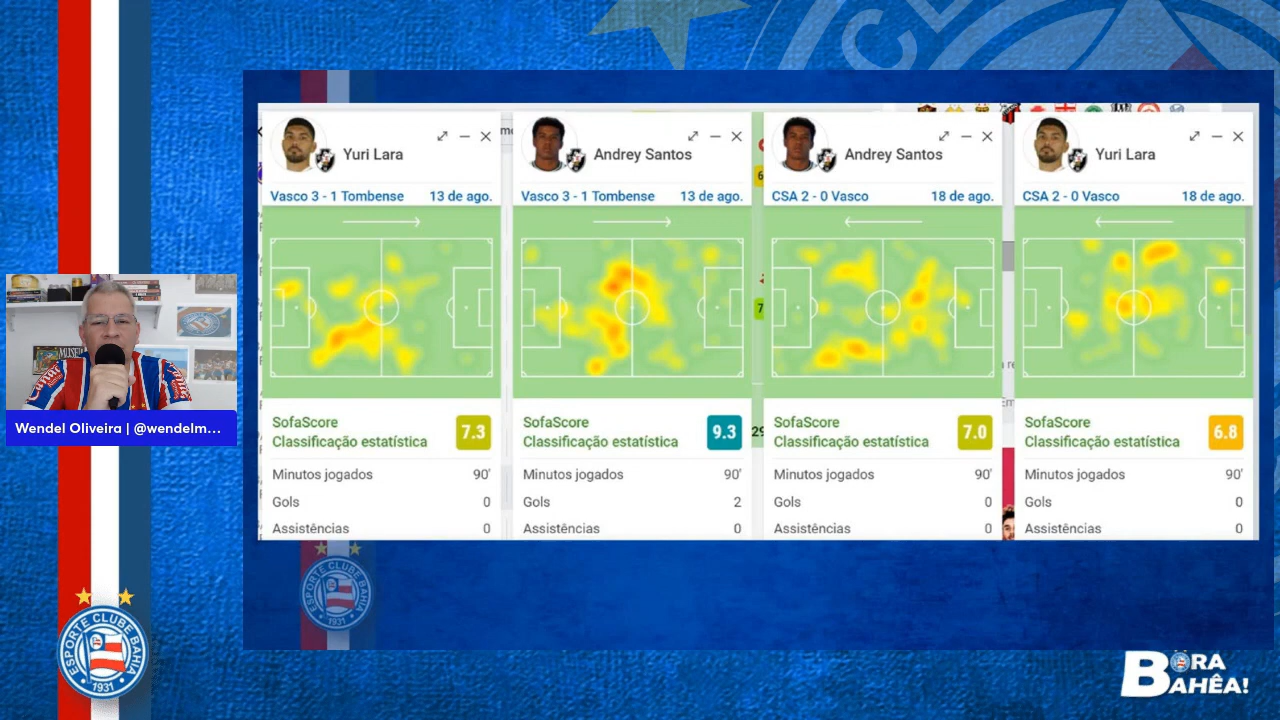 Yuri Lara
Vasco 3 - 1 Tombense 13 de ago.
SofaScore
Classificação estatística
7.3
Minutos jogados 90'
Gols 0
Assistências 0
Andrey Santos
Vasco 3 - 1 Tombense 13 de ago.
SofaScore
Classificação estatística
9.3
Minutos jogados 90'
Gols 2
Assistências 0
Andrey Santos
CSA 2 - 0 Vasco 18 de ago.
SofaScore
Classificação estatística
7.0
Minutos jogados 90'
Gols 0
Assistências 0
Yuri Lara
CSA 2 - 0 Vasco 18 de ago.
SofaScore
Classificação estatística
6.8
Minutos jogados 90'
Gols 0
Assistências 0
Wendel Oliveira | @wendelm...
ESPORTE CLUBE BAHIA
1931
ESPORTE CLUBE BAHIA
1931
BORA
BAHÊA!